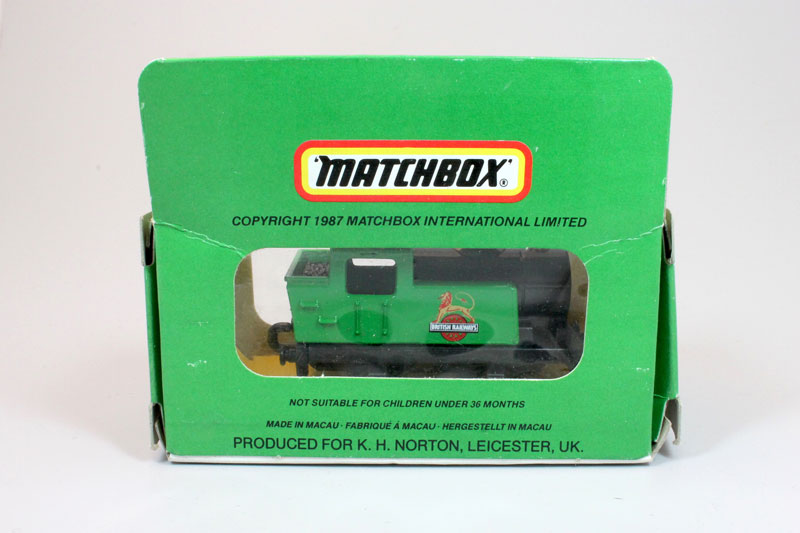 "MATCHBOX"®
COPYRIGHT 1987 MATCHBOX INTERNATIONAL LIMITED
BRITISH RAILWAYS
NOT SUITABLE FOR CHILDREN UNDER 36 MONTHS
MADE IN MACAU · FABRIQUÉ À MACAU · HERGESTELLT IN MACAU
PRODUCED FOR K. H. NORTON, LEICESTER, UK.